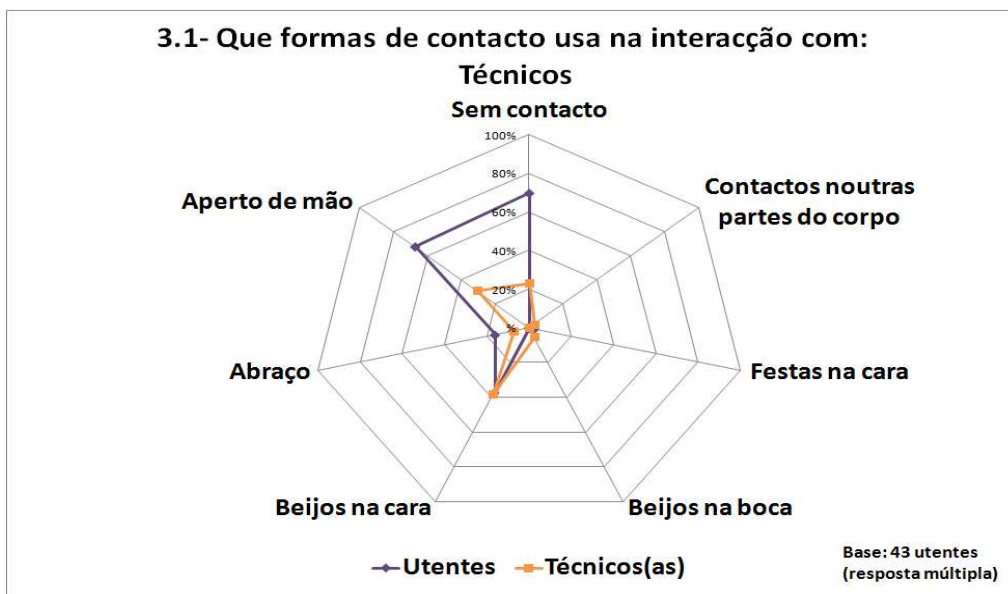 3.1- Que formas de contacto usa na interacção com:
Técnicos
Sem contacto
100%
80%
60%
40%
20%
%
Contactos noutras
partes do corpo
Festas na cara
Beijos na boca
Beijos na cara
Abraço
Aperto de mão
Utentes
Técnicos(as)
Base: 43 utentes
(resposta múltipla)